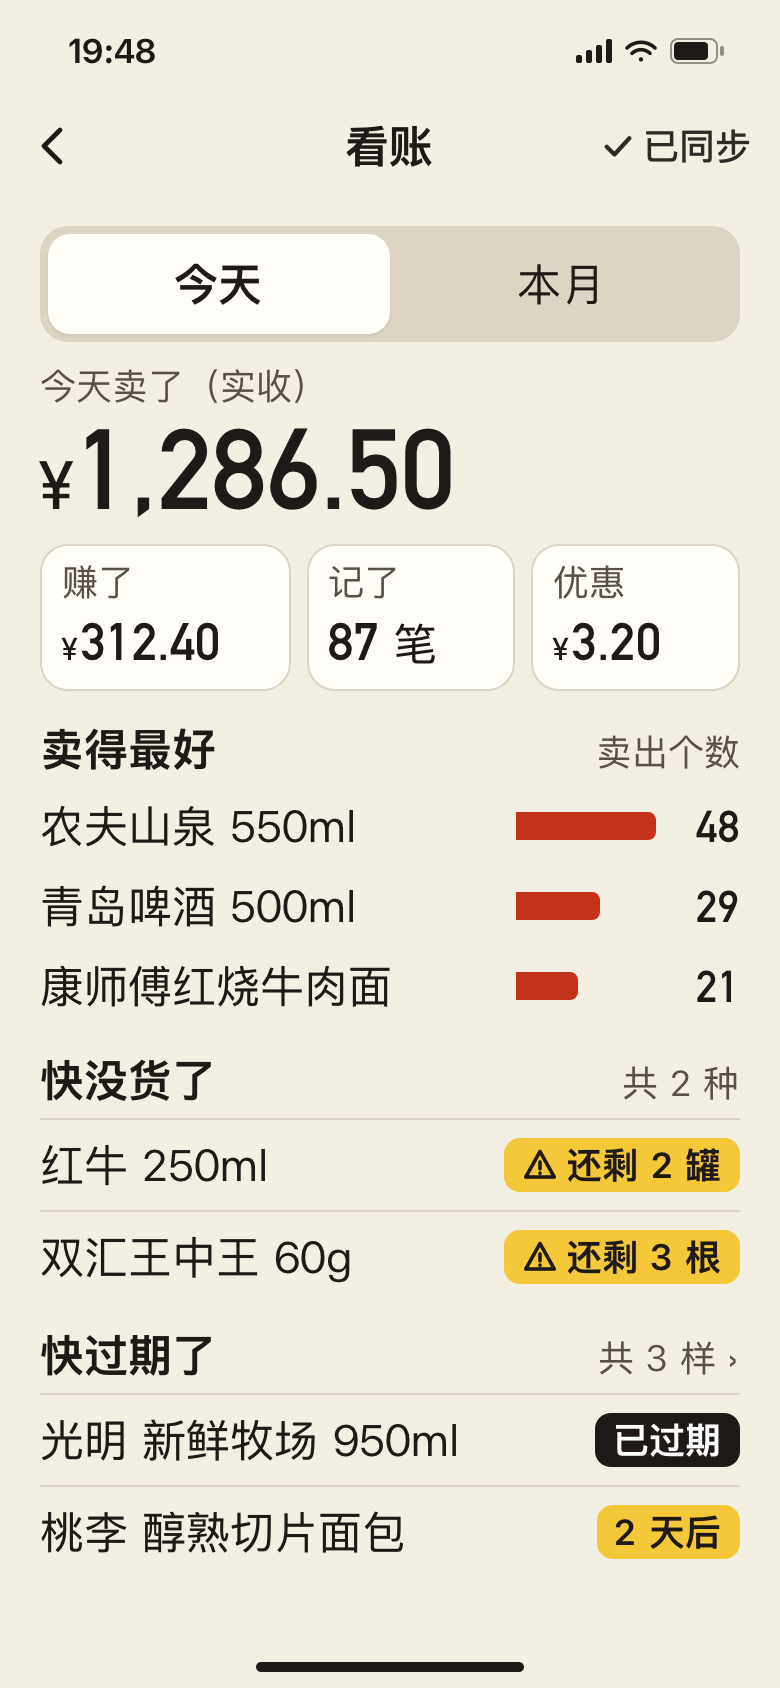 19:48
看账
已同步
今天 本月
今天卖了（实收）
¥1,286.50
赚了 记了 优惠
¥312.40 87 笔 ¥3.20
卖得最好 卖出个数
农夫山泉 550ml 48
青岛啤酒 500ml 29
康师傅红烧牛肉面 21
快没货了 共 2 种
红牛 250ml 还剩 2 罐
双汇王中王 60g 还剩 3 根
快过期了 共 3 样 ›
光明 新鲜牧场 950ml 已过期
桃李 醇熟切片面包 2 天后